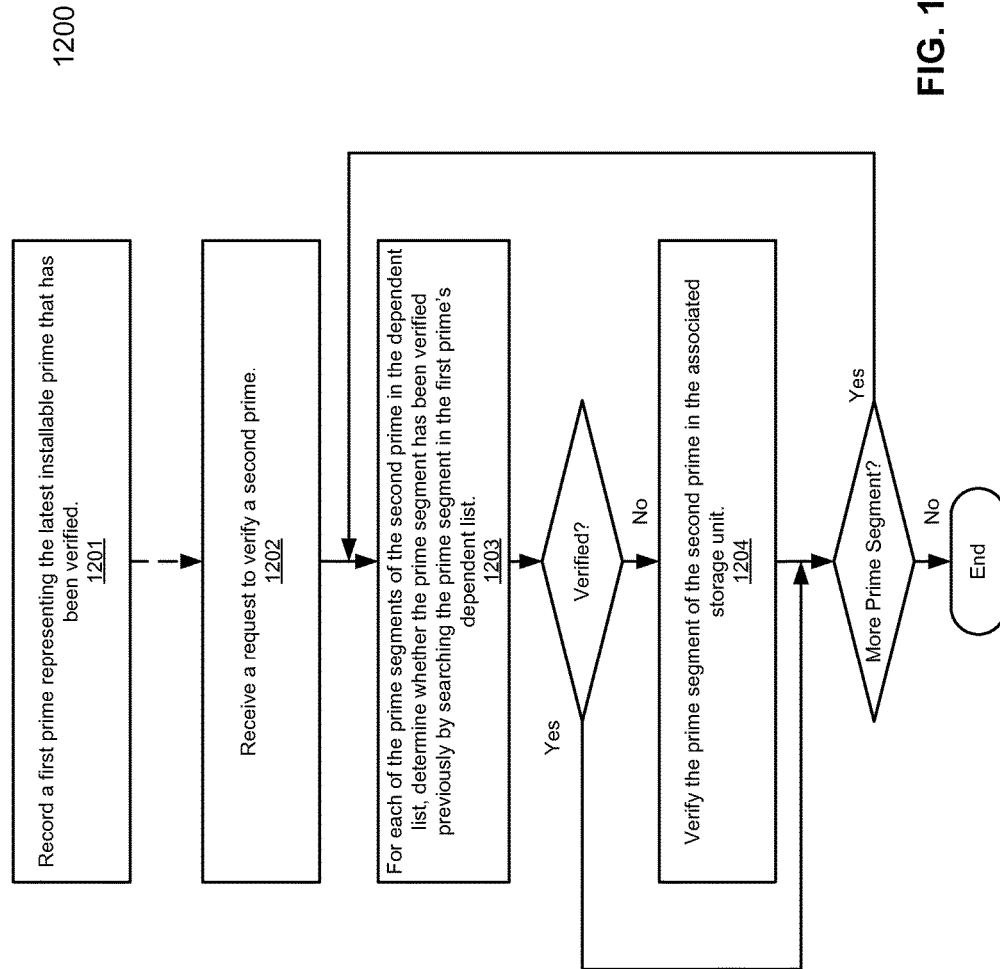 1200
Record a first prime representing the latest installable prime that has
been verified.
1201
Receive a request to verify a second prime.
1202
For each of the prime segments of the second prime in the dependent
list, determine whether the prime segment has been verified
previously by searching the prime segment in the first prime's
dependent list.
1203
Verified?
Yes
No
Verify the prime segment of the second prime in the associated
storage unit.
1204
More Prime Segment?
Yes
No
End
FIG. 1